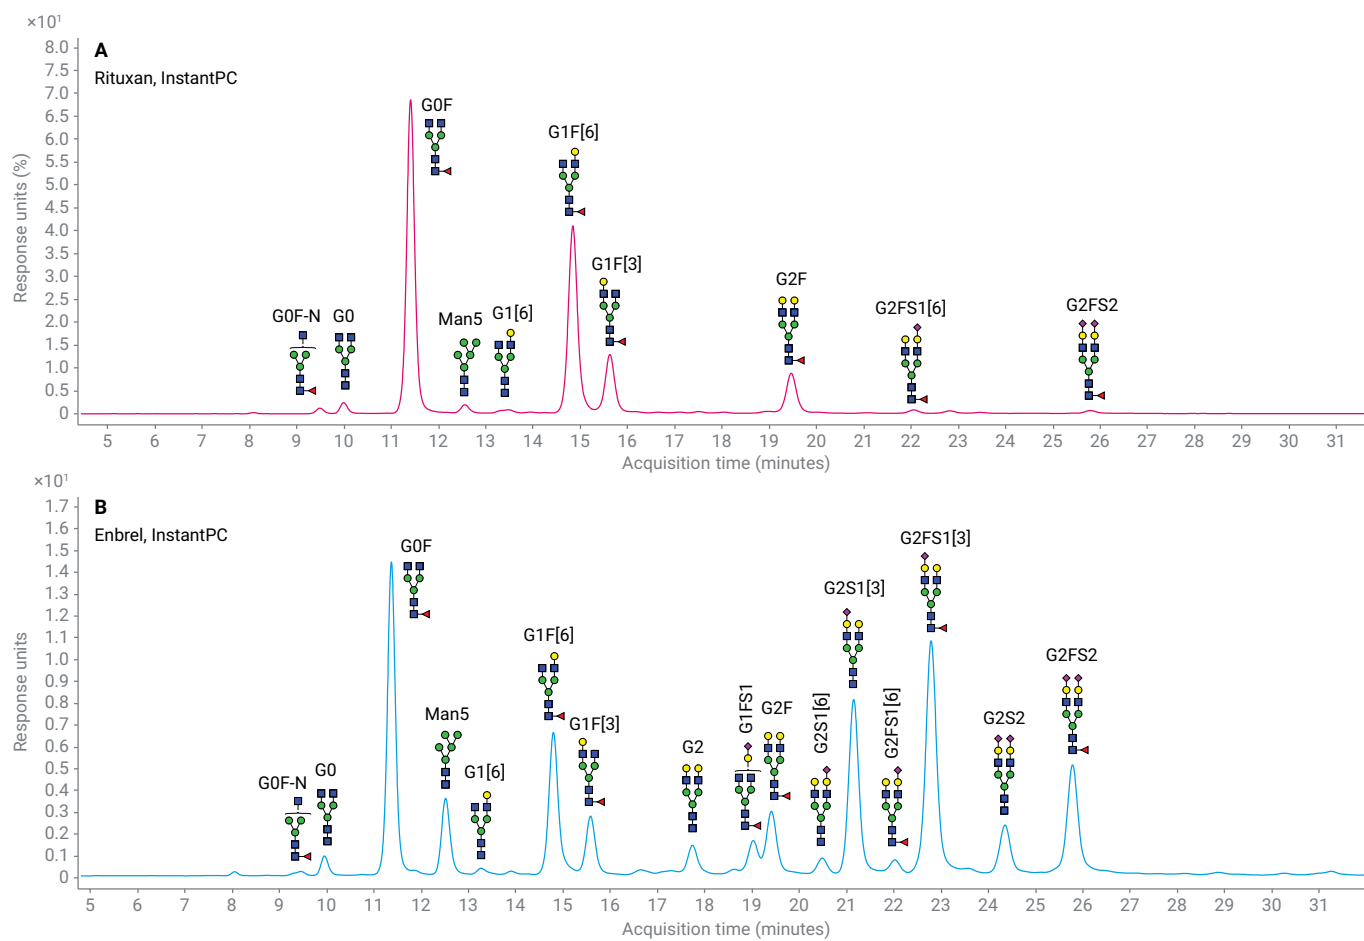 ×10¹
A
Rituxan, InstantPC
8.0
7.5
7.0
6.5
6.0
5.5
5.0
4.5
4.0
3.5
3.0
2.5
2.0
1.5
1.0
0.5
0
Response units (%)
G0F-N
G0
G0F
Man5
G1[6]
G1F[6]
G1F[3]
G2F
G2FS1[6]
G2FS2
5 6 7 8 9 10 11 12 13 14 15 16 17 18 19 20 21 22 23 24 25 26 27 28 29 30 31
Acquisition time (minutes)
×10¹
B
Enbrel, InstantPC
1.7
1.6
1.5
1.4
1.3
1.2
1.1
1.0
0.9
0.8
0.7
0.6
0.5
0.4
0.3
0.2
0.1
0
Response units
G0F-N
G0
G0F
Man5
G1[6]
G1F[6]
G1F[3]
G2
G1FS1
G2F
G2S1[6]
G2S1[3]
G2FS1[6]
G2FS1[3]
G2S2
G2FS2
5 6 7 8 9 10 11 12 13 14 15 16 17 18 19 20 21 22 23 24 25 26 27 28 29 30 31
Acquisition time (minutes)